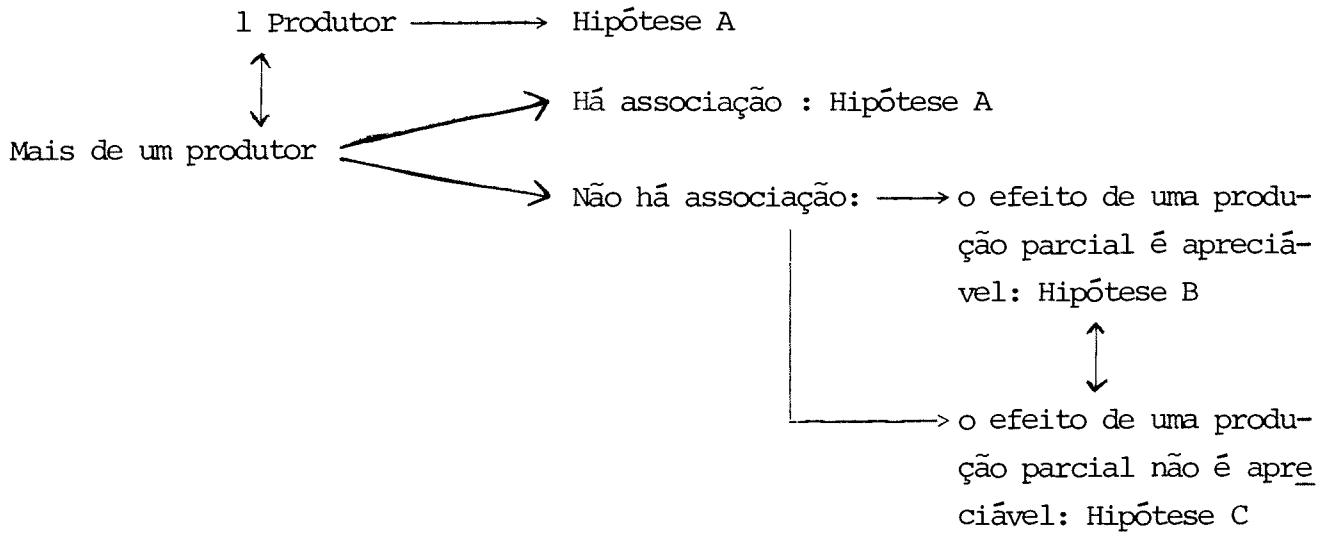 1 Produtor Hipótese A
Há associação : Hipótese A
Mais de um produtor
Não há associação: o efeito de uma produ-
ção parcial é apreciá-
vel: Hipótese B
o efeito de uma produ-
ção parcial não é apre
ciável: Hipótese C